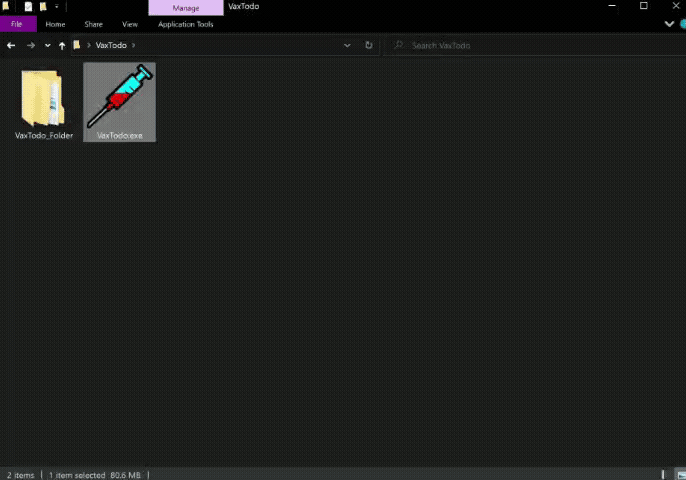 Manage VaxTodo
File Home Share View Application Tools
VaxTodo Search VaxTodo
VaxTodo_Folder VaxTodo.exe
2 items 1 item selected 80.6 MB